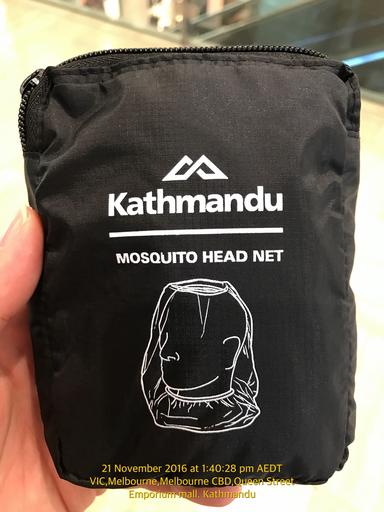 Kathmandu
MOSQUITO HEAD NET
21 November 2016 at 1:40:28 pm AEDT
VIC,Melbourne,Melbourne CBD,Queen Street
Emporium mall. Kathmandu